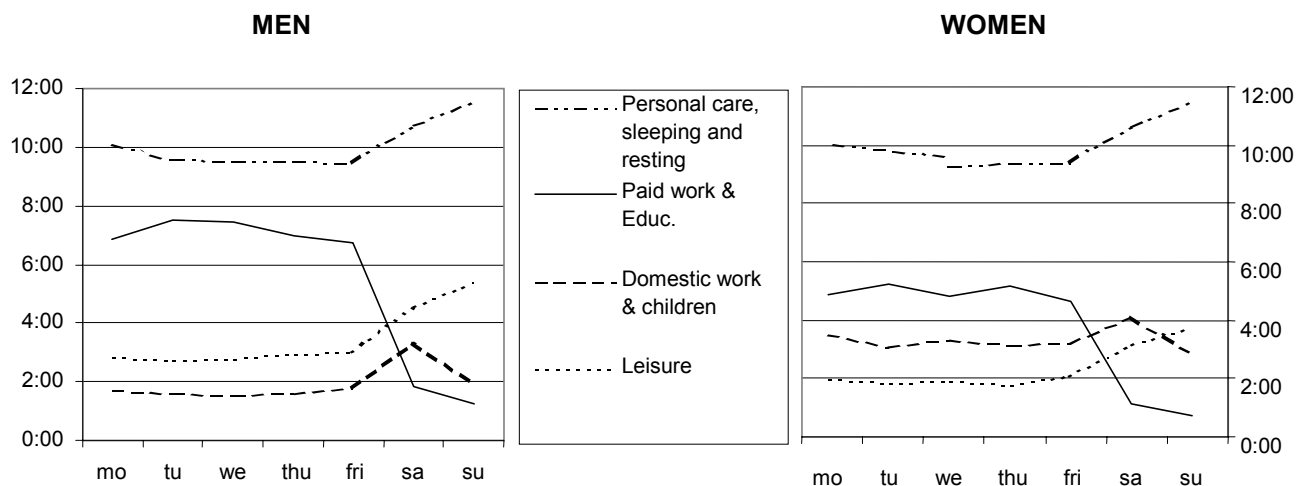 MEN
WOMEN
12:00
10:00
8:00
6:00
4:00
2:00
0:00
mo tu we thu fri sa su
Personal care,
sleeping and
resting
Paid work &
Educ.
Domestic work
& children
Leisure
12:00
10:00
8:00
6:00
4:00
2:00
0:00
mo tu we thu fri sa su